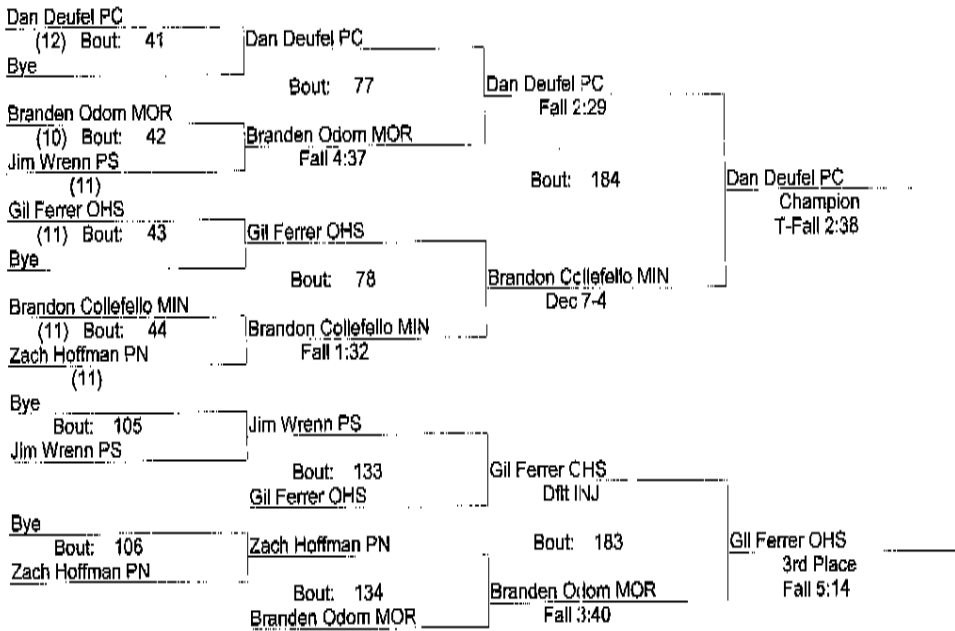 Dan Deufel PC
(12) Bout: 41
Bye
Dan Deufel PC
Bout: 77
Branden Odom MOR
(10) Bout: 42
Jim Wrenn PS
(11)
Branden Odom MOR
Fall 4:37
Dan Deufel PC
Fall 2:29
Bout: 184
Gil Ferrer OHS
(11) Bout: 43
Bye
Gil Ferrer OHS
Bout: 78
Brandon Collefello MIN
(11) Bout: 44
Zach Hoffman PN
(11)
Brandon Collefello MIN
Fall 1:32
Brandon Collefello MIN
Dec 7-4
Dan Deufel PC
Champion
T-Fall 2:38
Bye
Bout: 105
Jim Wrenn PS
Jim Wrenn PS
Bout: 133
Gil Ferrer OHS
Gil Ferrer OHS
Dflt INJ
Bout: 183
Bye
Bout: 106
Zach Hoffman PN
Zach Hoffman PN
Bout: 134
Branden Odom MOR
Branden Odom MOR
Fall 3:40
Gil Ferrer OHS
3rd Place
Fall 5:14